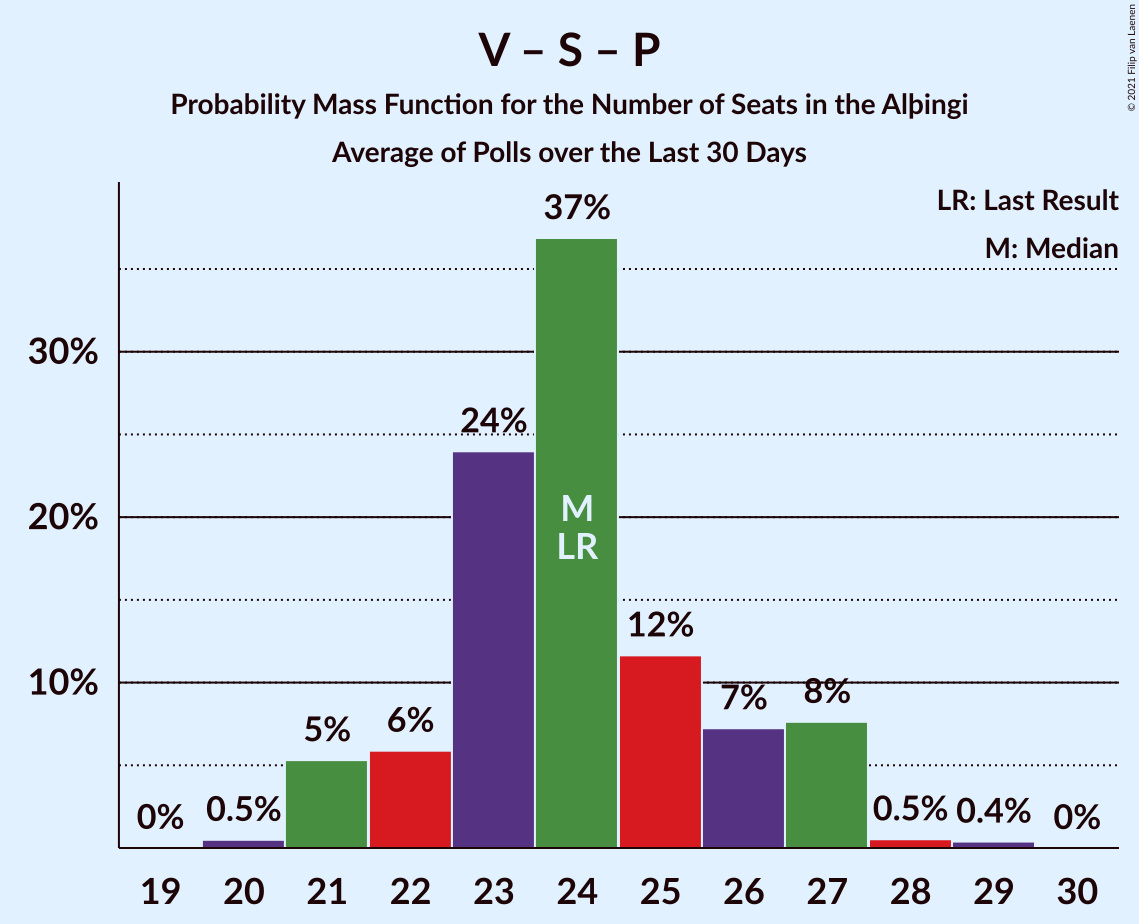 V – S – P
Probability Mass Function for the Number of Seats in the Alþingi
Average of Polls over the Last 30 Days
© 2021 Filip van Laenen
LR: Last Result
M: Median
37%
30%
24%
20%
M
LR
12%
10%
8%
7%
6%
5%
0%
0.5%
0.5%
0.4%
0%
19 20 21 22 23 24 25 26 27 28 29 30